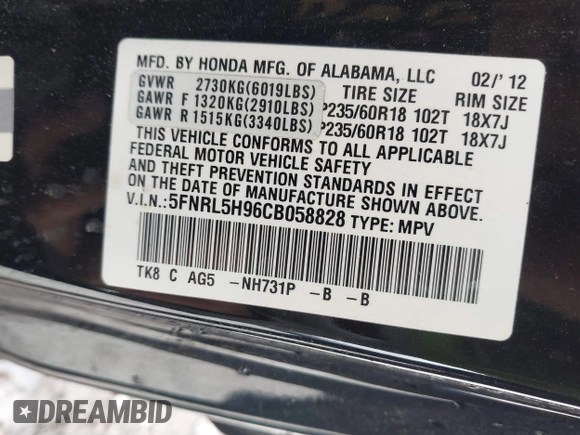 MFD. BY HONDA MFG. OF ALABAMA, LLC 02/' 12
GVWR 2730KG(6019LBS) TIRE SIZE RIM SIZE
GAWR F 1320KG(2910LBS) P235/60R18 102T 18X7J
GAWR R 1515KG(3340LBS) P235/60R18 102T 18X7J
THIS VEHICLE CONFORMS TO ALL APPLICABLE
FEDERAL MOTOR VEHICLE SAFETY
AND THEFT PREVENTION STANDARDS IN EFFECT
ON THE DATE OF MANUFACTURE SHOWN ABOVE.
V.I.N.:5FNRL5H96CB058828 TYPE: MPV
TK8 C AG5 -NH731P -B -B
DREAMBID